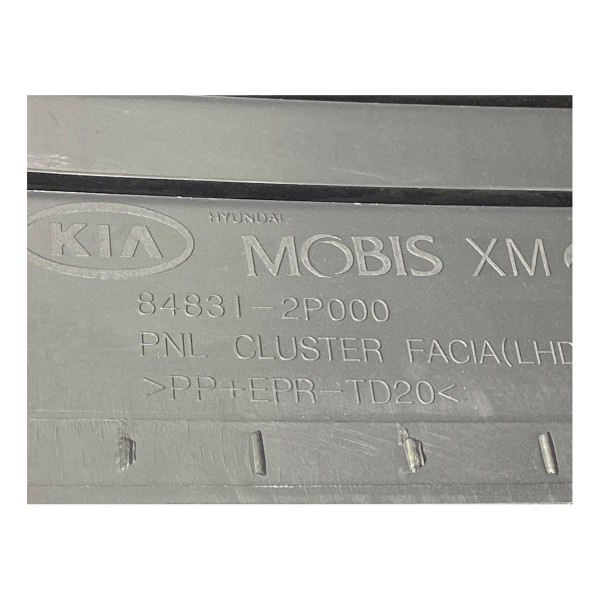 HYUNDAI
KIA MOBIS XM
84831-2P000
PNL CLUSTER FACIA(LHD
>PP+EPR-TD20<